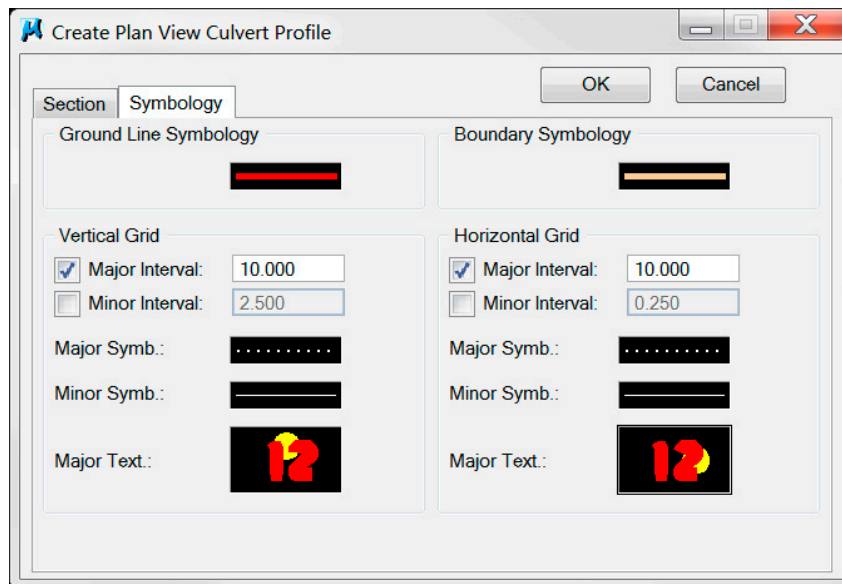 Create Plan View Culvert Profile
OK
Cancel
Section
Symbology
Ground Line Symbology
Boundary Symbology
Vertical Grid
Major Interval: 10.000
Minor Interval: 2.500
Major Symb.:
Minor Symb.:
Major Text.: 12
Horizontal Grid
Major Interval: 10.000
Minor Interval: 0.250
Major Symb.:
Minor Symb.:
Major Text.: 12